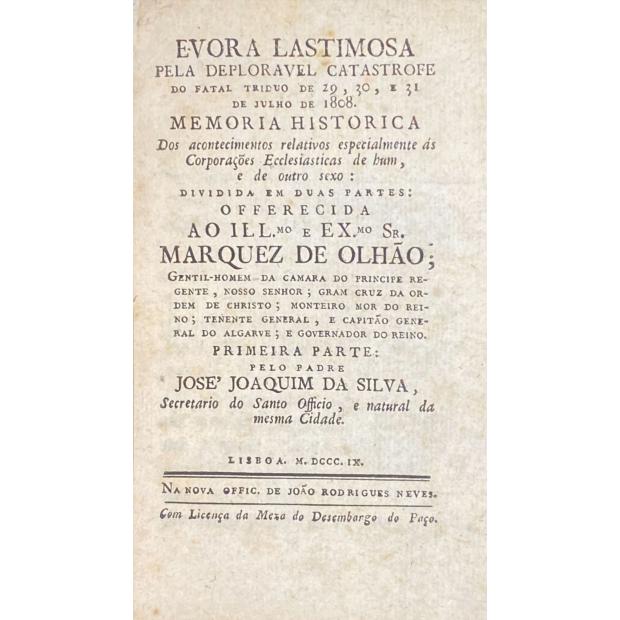 EVORA LASTIMOSA
PELA DEPLORAVEL CATASTROFE
DO FATAL TRIDUO DE 29, 30, E 31
DE JULHO DE 1808.
MEMORIA HISTORICA
Dos acontecimentos relativos especialmente ás
Corporações Ecclesiasticas de hum,
e de outro sexo:
DIVIDIDA EM DUAS PARTES:
OFFERECIDA
AO ILL.MO E EX.MO SR.
MARQUEZ DE OLHÃO;
GENTIL-HOMEM DA CAMARA DO PRINCIPE RE-
GENTE, NOSSO SENHOR; GRAM CRUZ DA OR-
DEM DE CHRISTO; MONTEIRO MOR DO REI-
NO; TENENTE GENERAL, E CAPITÃO GENE-
RAL DO ALGARVE; E GOVERNADOR DO REINO.
PRIMEIRA PARTE:
PELO PADRE
JOSE' JOAQUIM DA SILVA,
Secretario do Santo Officio, e natural da
mesma Cidade.
LISBOA. M. DCCC. IX.
NA NOVA OFFIC. DE JOÃO RODRIGUES NEVES.
Com Licença da Meza do Desembargo do Paço.